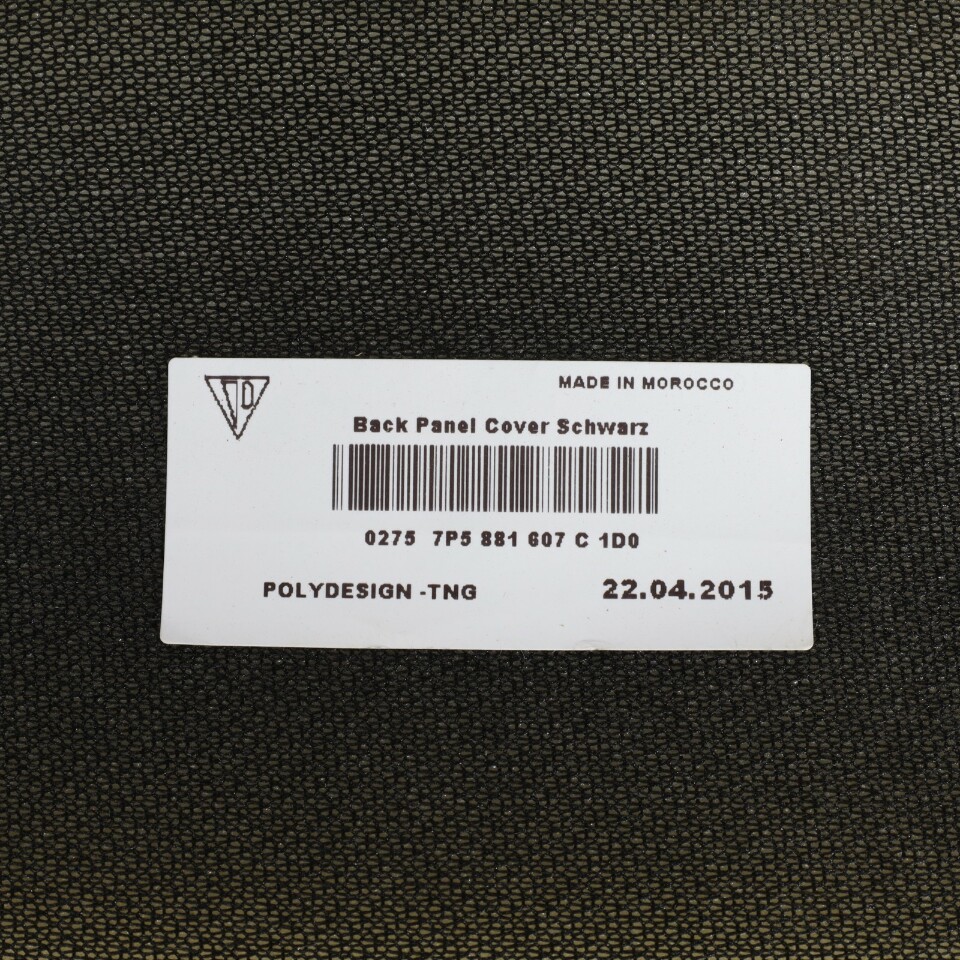 MADE IN MOROCCO
Back Panel Cover Schwarz
0275 7P5 881 607 C 1D0
POLYDESIGN -TNG
22.04.2015